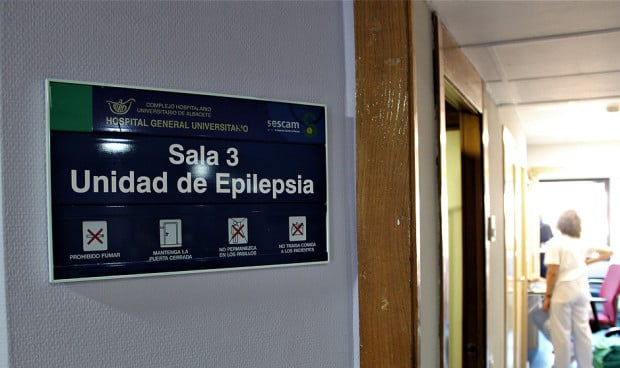 COMPLEJO HOSPITALARIO
UNIVERSITARIO DE ALBACETE
HOSPITAL GENERAL UNIVERSITARIO
sescam
Sala 3
Unidad de Epilepsia
PROHIBIDO FUMAR
MANTENGA LA
PUERTA CERRADA
NO PERMANEZCA
EN LOS PASILLOS
NO TRAIGA COMIDA
A LOS PACIENTES